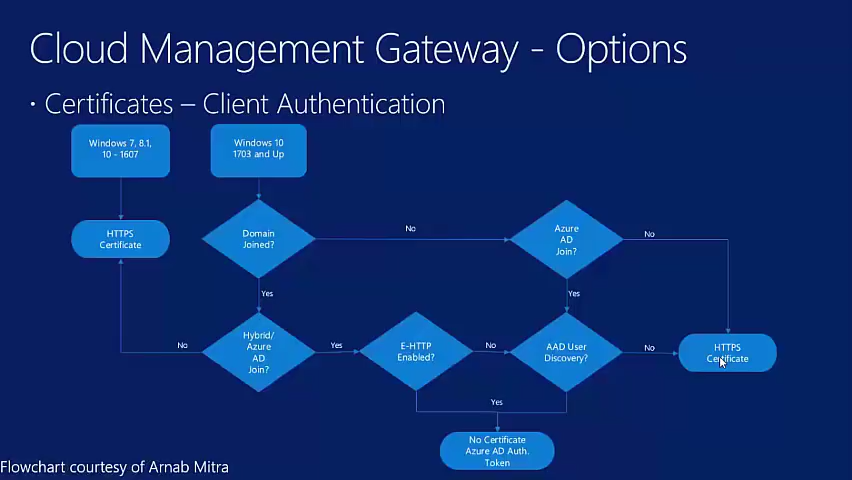 Cloud Management Gateway - Options
• Certificates – Client Authentication
Windows 7, 8.1,
10 - 1607
Windows 10
1703 and Up
HTTPS
Certificate
Domain
Joined?
No
Azure
AD
Join?
No
Yes
Yes
No
Hybrid/
Azure
AD
Join?
Yes
E-HTTP
Enabled?
No
AAD User
Discovery?
No
HTTPS
Certificate
Yes
No Certificate
Azure AD Auth.
Token
Flowchart courtesy of Arnab Mitra